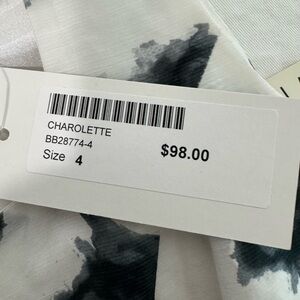 CHAROLETTE
BB28774-4
Size 4
$98.00